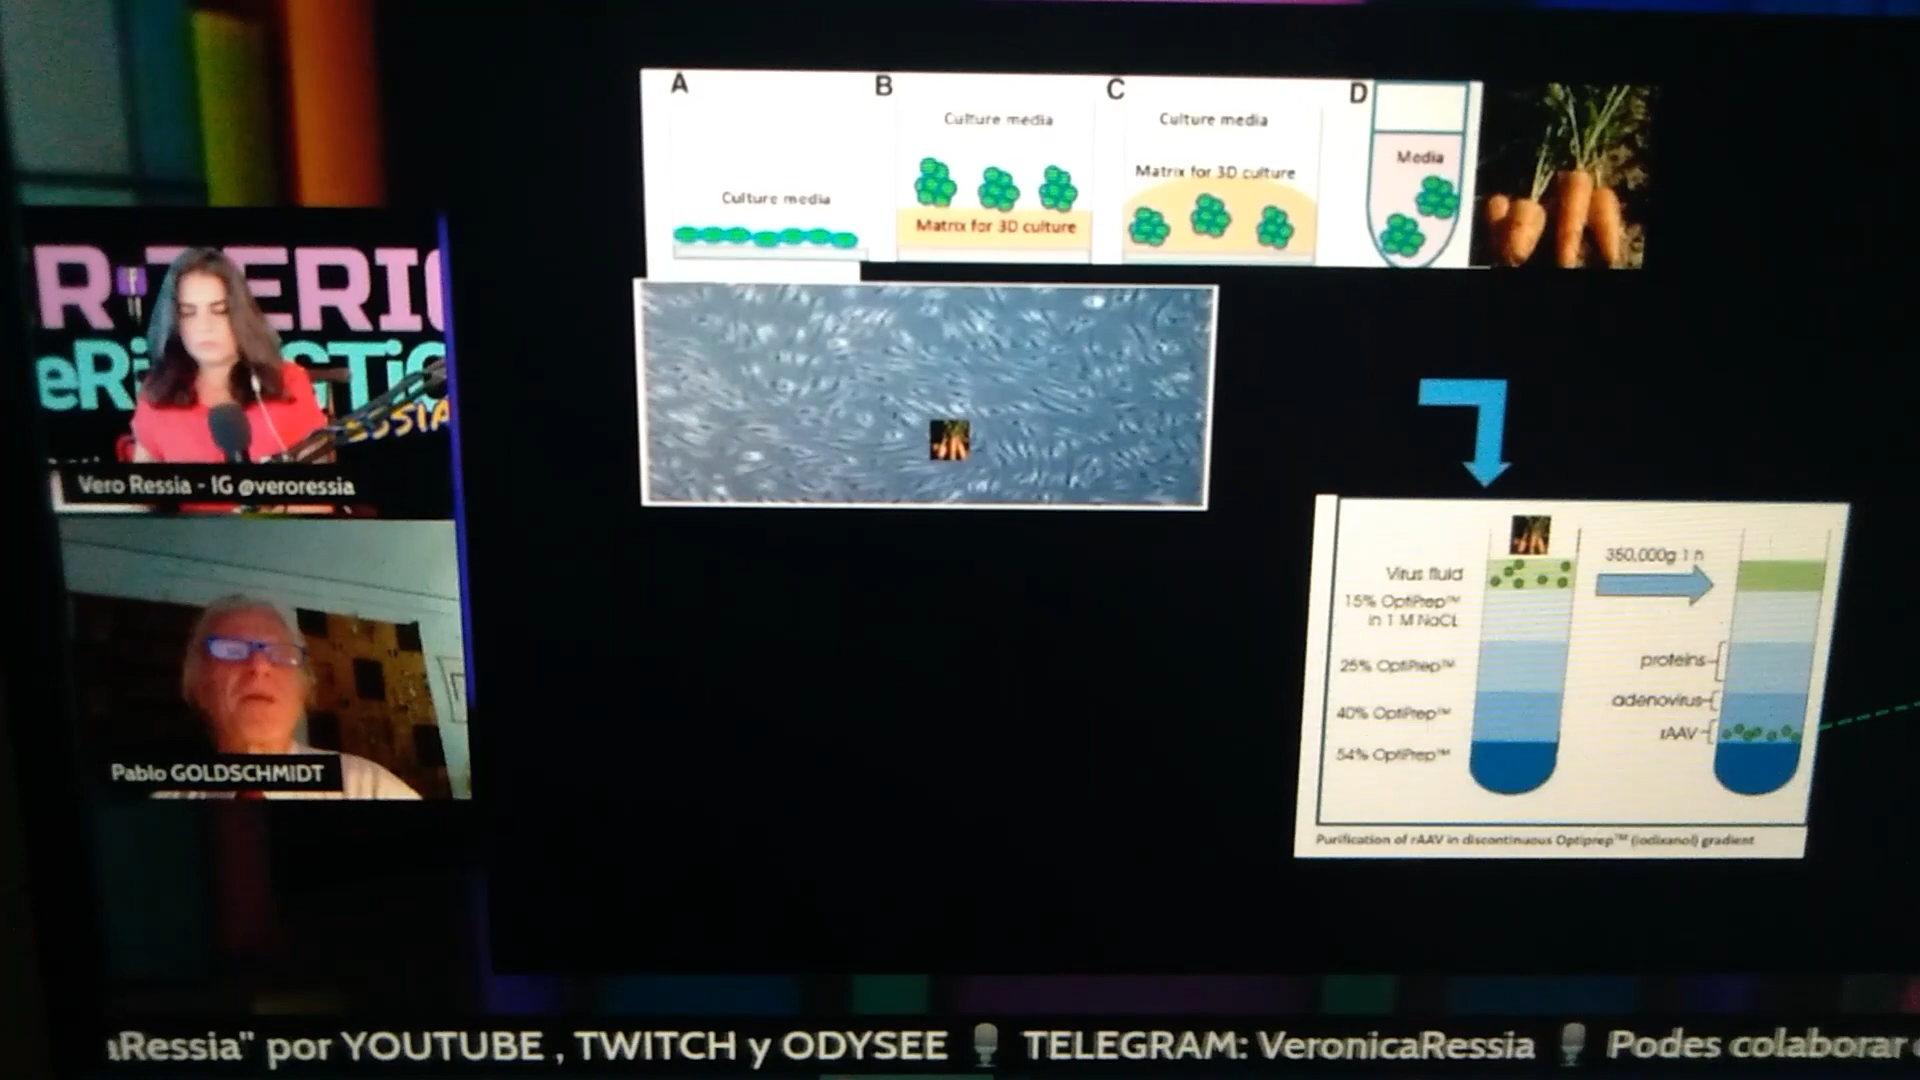 A
B
C
D
Culture media
Culture media
Culture media
Media
Matrix for 3D culture
Matrix for 3D culture
Vero Ressia - IG @veroressia
Pablo GOLDSCHMIDT
Virus fluid
15% OptiPrep™
in 1 M NaCL
25% OptiPrep™
40% OptiPrep™
54% OptiPrep™
350,000g 1 h
proteins
adenovirus
rAAV
Purification of rAAV in discontinuous Optiprep™ (iodixanol) gradient
aRessia" por YOUTUBE , TWITCH y ODYSEE TELEGRAM: VeronicaRessia Podes colaborar